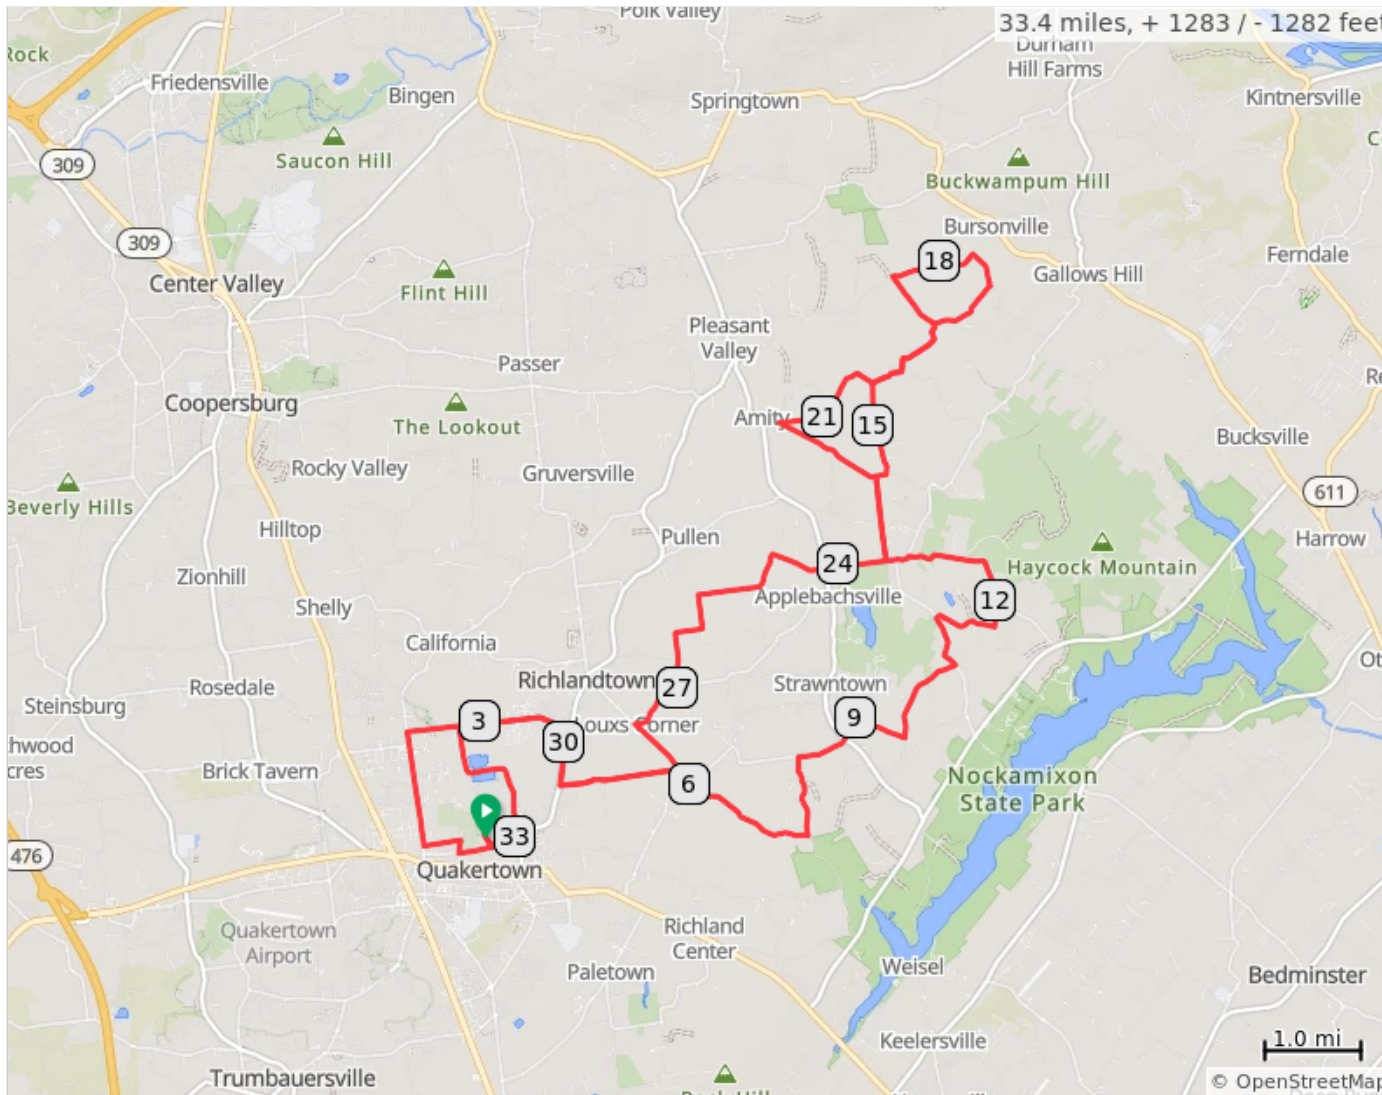 Polk Valley
33.4 miles, + 1283 / - 1282 feet
Durham
Hill Farms
Rock
Friedensville
Bingen
Springtown
Kintnersville
309
Saucon Hill
Buckwampum Hill
309
Bursonville
Ferndale
18
Center Valley
Flint Hill
Gallows Hill
Pleasant
Valley
Passer
Coopersburg
The Lookout
Amity
21
15
Bucksville
Rocky Valley
Gruversville
611
Beverly Hills
Hilltop
Pullen
Harrow
24
Haycock Mountain
Zionhill
Applebachsville
12
Shelly
California
Richlandtown
27
Strawntown
Rosedale
Steinsburg
3
9
30
Brick Tavern
6
Nockamixon
State Park
33
476
Quakertown
Quakertown
Airport
Richland
Center
Paletown
Weisel
Bedminster
Keelersville
1.0 mi
Trumbauersville
© OpenStreetMap